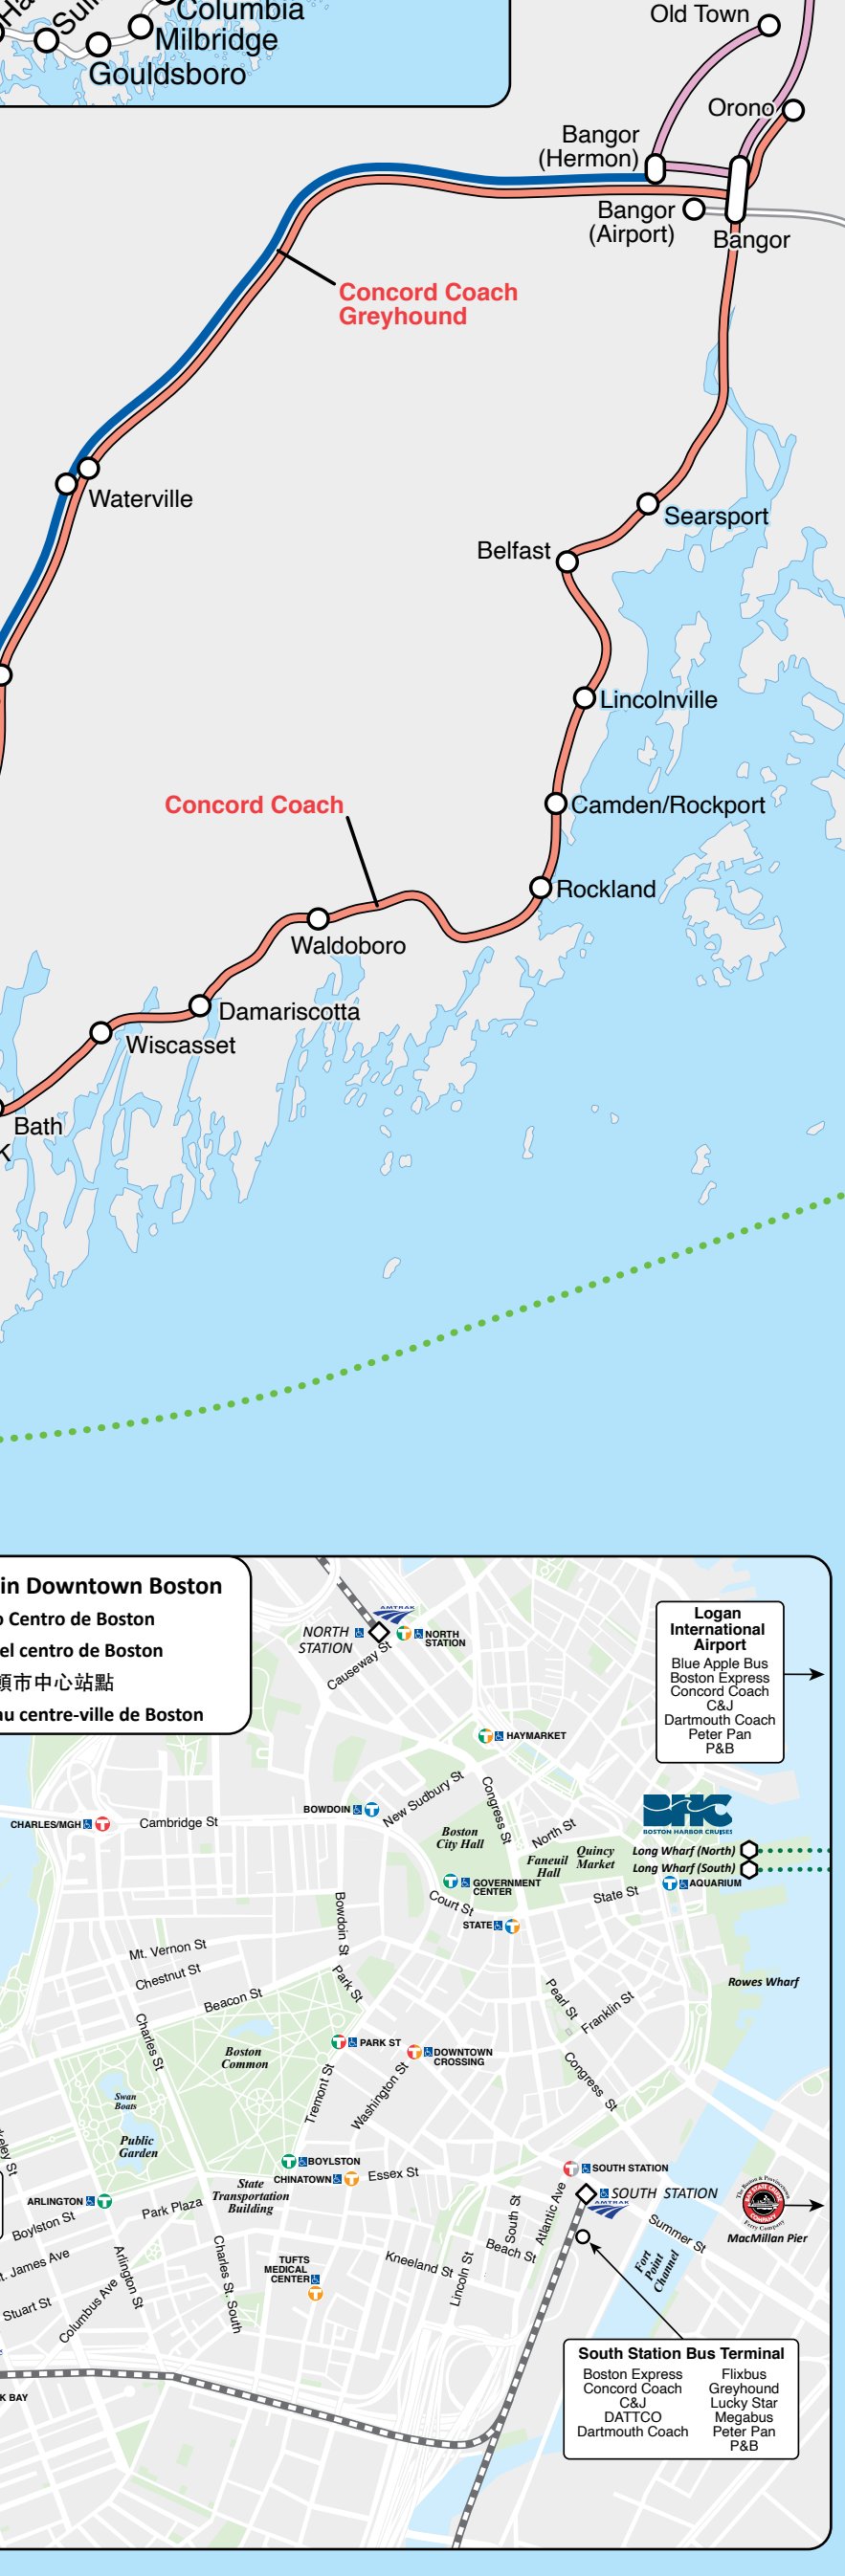 Columbia
Milbridge
Gouldsboro
Old Town
Orono
Bangor
(Hermon)
Bangor
(Airport)
Bangor
Concord Coach
Greyhound
Waterville
Searsport
Belfast
Lincolnville
Concord Coach
Camden/Rockport
Rockland
Waldoboro
Damariscotta
Wiscasset
Bath
K
in Downtown Boston
o Centro de Boston
el centro de Boston
頓市中心站點
au centre-ville de Boston
AMTRAK
NORTH
STATION
NORTH
STATION
Causeway St
Logan
International
Airport
Blue Apple Bus
Boston Express
Concord Coach
C&J
Dartmouth Coach
Peter Pan
P&B
HAYMARKET
BOWDOIN
New Sudbury St
Congress St
CHARLES/MGH
Cambridge St
Boston
City Hall
North St
Faneuil
Hall
Quincy
Market
BHC
BOSTON HARBOR CRUISES
Long Wharf (North)
Long Wharf (South)
AQUARIUM
GOVERNMENT
CENTER
Court St
State St
STATE
Bowdoin St
Mt. Vernon St
Chestnut St
Beacon St
Park St
Pearl St
Franklin St
Rowes Wharf
Charles St
Boston
Common
PARK ST
DOWNTOWN
CROSSING
Tremont St
Washington St
Congress St
Swan
Boats
Public
Garden
BOYLSTON
CHINATOWN
Essex St
SOUTH STATION
SOUTH STATION
AMTRAK
ARLINGTON
Boylston St
Park Plaza
State
Transportation
Building
South St
Atlantic Ave
Summer St
MacMillan Pier
Beach St
Kneeland St
Lincoln St
Fort
Point
Channel
t. James Ave
Arlington St
Charles St. South
TUFTS
MEDICAL
CENTER
Stuart St
Columbus Ave
K BAY
South Station Bus Terminal
Boston Express
Concord Coach
C&J
DATTCO
Dartmouth Coach
Flixbus
Greyhound
Lucky Star
Megabus
Peter Pan
P&B